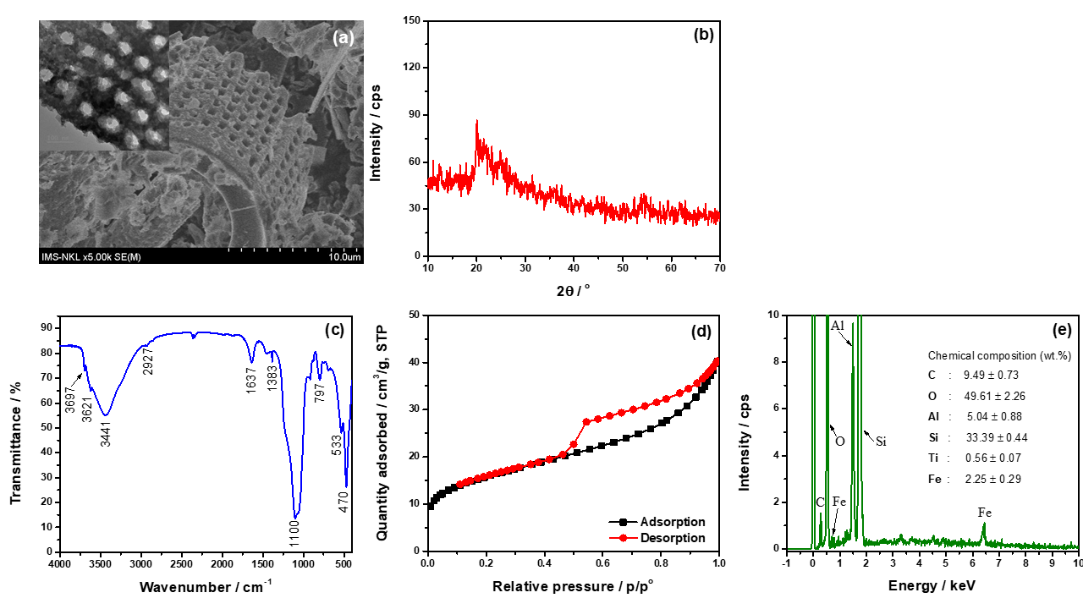 (a)
IMS-NKL x5.00k SE(M)
10.0um
(b)
Intensity / cps
150
120
90
60
30
0
10 20 30 40 50 60 70
2θ / °
(c)
Transmittance / %
90
80
70
60
50
40
30
20
10
0
3697
3621
3441
2927
1637
1383
1100
797
533
470
4000 3500 3000 2500 2000 1500 1000 500
Wavenumber / cm⁻¹
(d)
Quantity adsorbed / cm³/g, STP
50
40
30
20
10
0
Adsorption
Desorption
0.0 0.2 0.4 0.6 0.8 1.0
Relative pressure / p/p°
(e)
Intensity / cps
10
8
6
4
2
0
Al
O
Si
C
Fe
Fe
Chemical composition (wt.%)
C : 9.49 ± 0.73
O : 49.61 ± 2.26
Al : 5.04 ± 0.88
Si : 33.39 ± 0.44
Ti : 0.56 ± 0.07
Fe : 2.25 ± 0.29
-1 0 1 2 3 4 5 6 7 8 9 10
Energy / keV